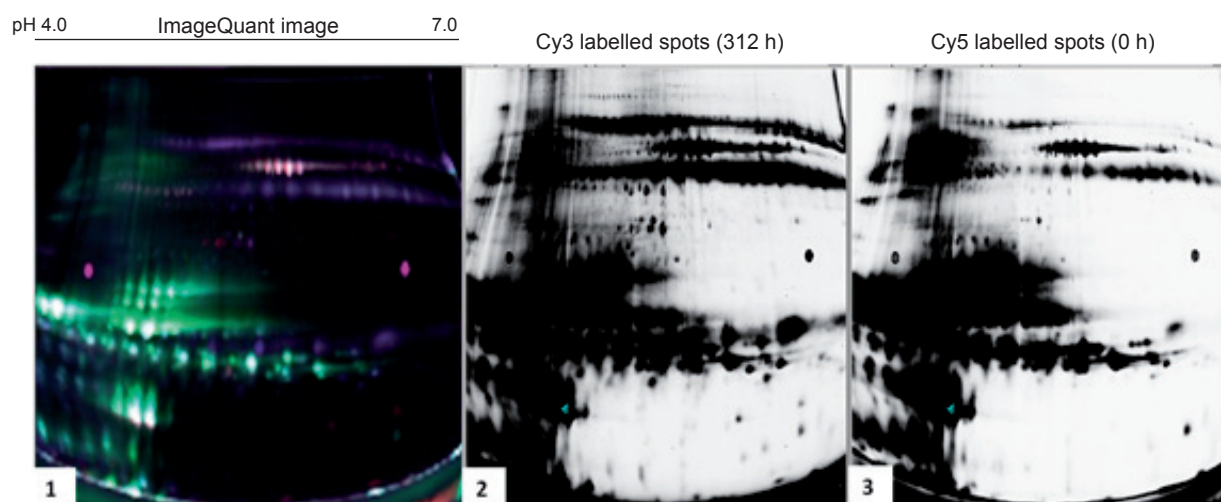 pH 4.0 ImageQuant image 7.0
Cy3 labelled spots (312 h)
Cy5 labelled spots (0 h)
1
2
3